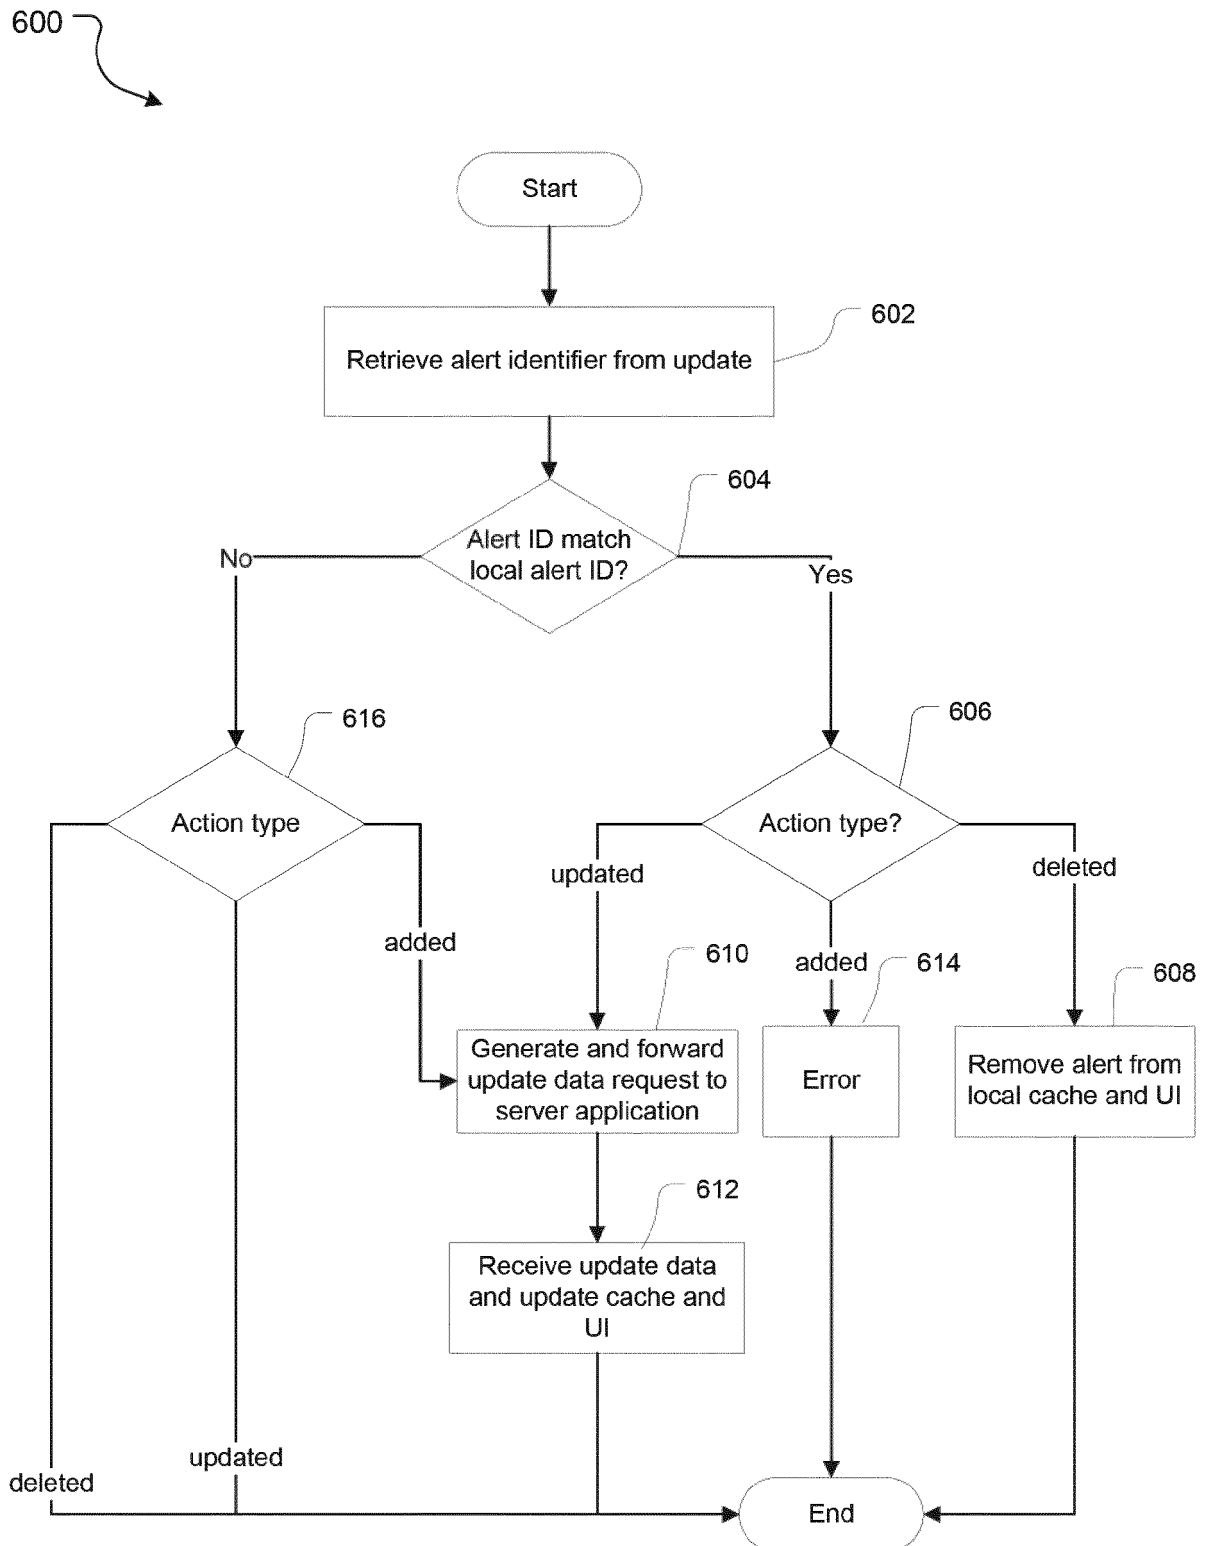 600
Start
602
Retrieve alert identifier from update
604
Alert ID match
local alert ID?
No
Yes
616
606
Action type
Action type?
updated
deleted
added
610
added
614
608
Generate and forward
update data request to
server application
Error
Remove alert from
local cache and UI
612
Receive update data
and update cache and
UI
updated
deleted
End